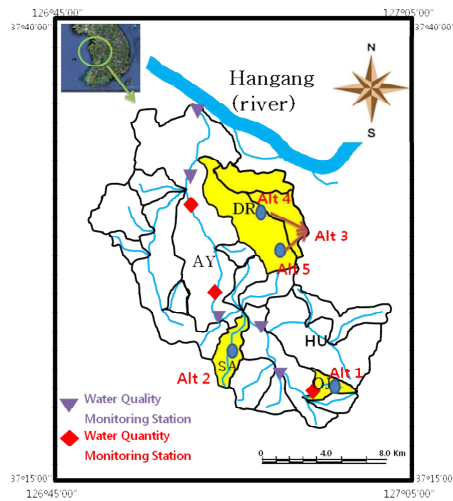 126°45′00″
127°05′00″
37°40′00″
37°40′00″
N
S
Hangang
(river)
Alt 4
DR
Alt 3
AY
Alt 5
HU
SA
Alt 1
Alt 2
Water Quality
Monitoring Station
Water Quantity
Monitoring Station
0 4.0 8.0 Km
37°15′00″
37°15′00″
126°45′00″
127°05′00″